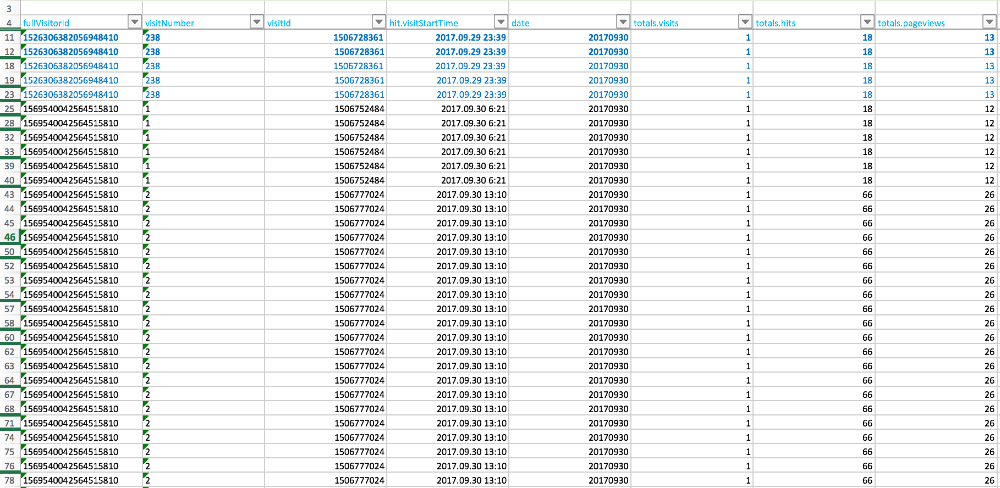 3
4 fullVisitorId visitNumber visitId hit.visitStartTime date totals.visits totals.hits totals.pageviews
11 1526306382056948410 238 1506728361 2017.09.29 23:39 20170930 1 18 13
12 1526306382056948410 238 1506728361 2017.09.29 23:39 20170930 1 18 13
18 1526306382056948410 238 1506728361 2017.09.29 23:39 20170930 1 18 13
19 1526306382056948410 238 1506728361 2017.09.29 23:39 20170930 1 18 13
23 1526306382056948410 238 1506728361 2017.09.29 23:39 20170930 1 18 13
25 1569540042564515810 1 1506752484 2017.09.30 6:21 20170930 1 18 12
28 1569540042564515810 1 1506752484 2017.09.30 6:21 20170930 1 18 12
32 1569540042564515810 1 1506752484 2017.09.30 6:21 20170930 1 18 12
33 1569540042564515810 1 1506752484 2017.09.30 6:21 20170930 1 18 12
39 1569540042564515810 1 1506752484 2017.09.30 6:21 20170930 1 18 12
40 1569540042564515810 1 1506752484 2017.09.30 6:21 20170930 1 18 12
43 1569540042564515810 2 1506777024 2017.09.30 13:10 20170930 1 66 26
44 1569540042564515810 2 1506777024 2017.09.30 13:10 20170930 1 66 26
45 1569540042564515810 2 1506777024 2017.09.30 13:10 20170930 1 66 26
46 1569540042564515810 2 1506777024 2017.09.30 13:10 20170930 1 66 26
50 1569540042564515810 2 1506777024 2017.09.30 13:10 20170930 1 66 26
52 1569540042564515810 2 1506777024 2017.09.30 13:10 20170930 1 66 26
53 1569540042564515810 2 1506777024 2017.09.30 13:10 20170930 1 66 26
54 1569540042564515810 2 1506777024 2017.09.30 13:10 20170930 1 66 26
57 1569540042564515810 2 1506777024 2017.09.30 13:10 20170930 1 66 26
58 1569540042564515810 2 1506777024 2017.09.30 13:10 20170930 1 66 26
60 1569540042564515810 2 1506777024 2017.09.30 13:10 20170930 1 66 26
62 1569540042564515810 2 1506777024 2017.09.30 13:10 20170930 1 66 26
63 1569540042564515810 2 1506777024 2017.09.30 13:10 20170930 1 66 26
64 1569540042564515810 2 1506777024 2017.09.30 13:10 20170930 1 66 26
67 1569540042564515810 2 1506777024 2017.09.30 13:10 20170930 1 66 26
68 1569540042564515810 2 1506777024 2017.09.30 13:10 20170930 1 66 26
71 1569540042564515810 2 1506777024 2017.09.30 13:10 20170930 1 66 26
74 1569540042564515810 2 1506777024 2017.09.30 13:10 20170930 1 66 26
75 1569540042564515810 2 1506777024 2017.09.30 13:10 20170930 1 66 26
76 1569540042564515810 2 1506777024 2017.09.30 13:10 20170930 1 66 26
78 1569540042564515810 2 1506777024 2017.09.30 13:10 20170930 1 66 26